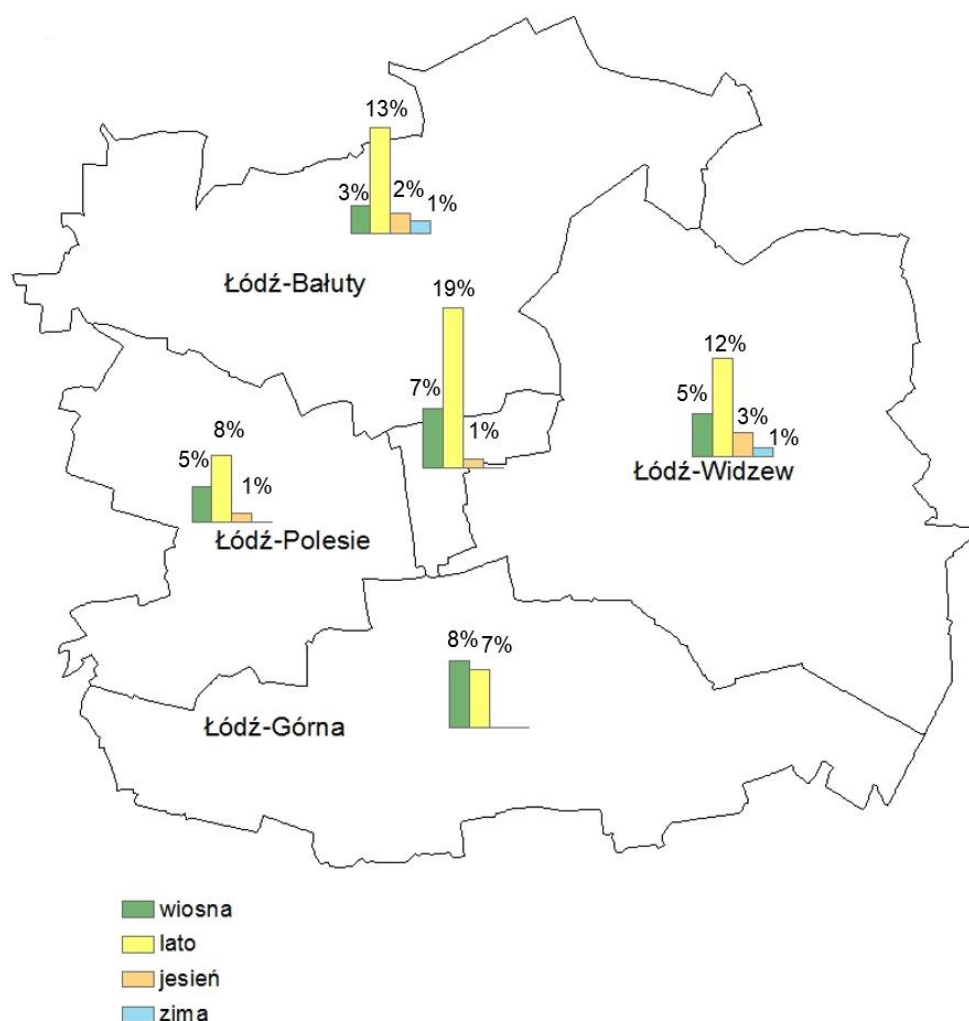 13%
3% 2% 1%
Łódź-Bałuty
19%
7% 1%
12%
5% 3% 1%
Łódź-Widzew
8%
5% 1%
Łódź-Polesie
8% 7%
Łódź-Górna
wiosna
lato
jesień
zima